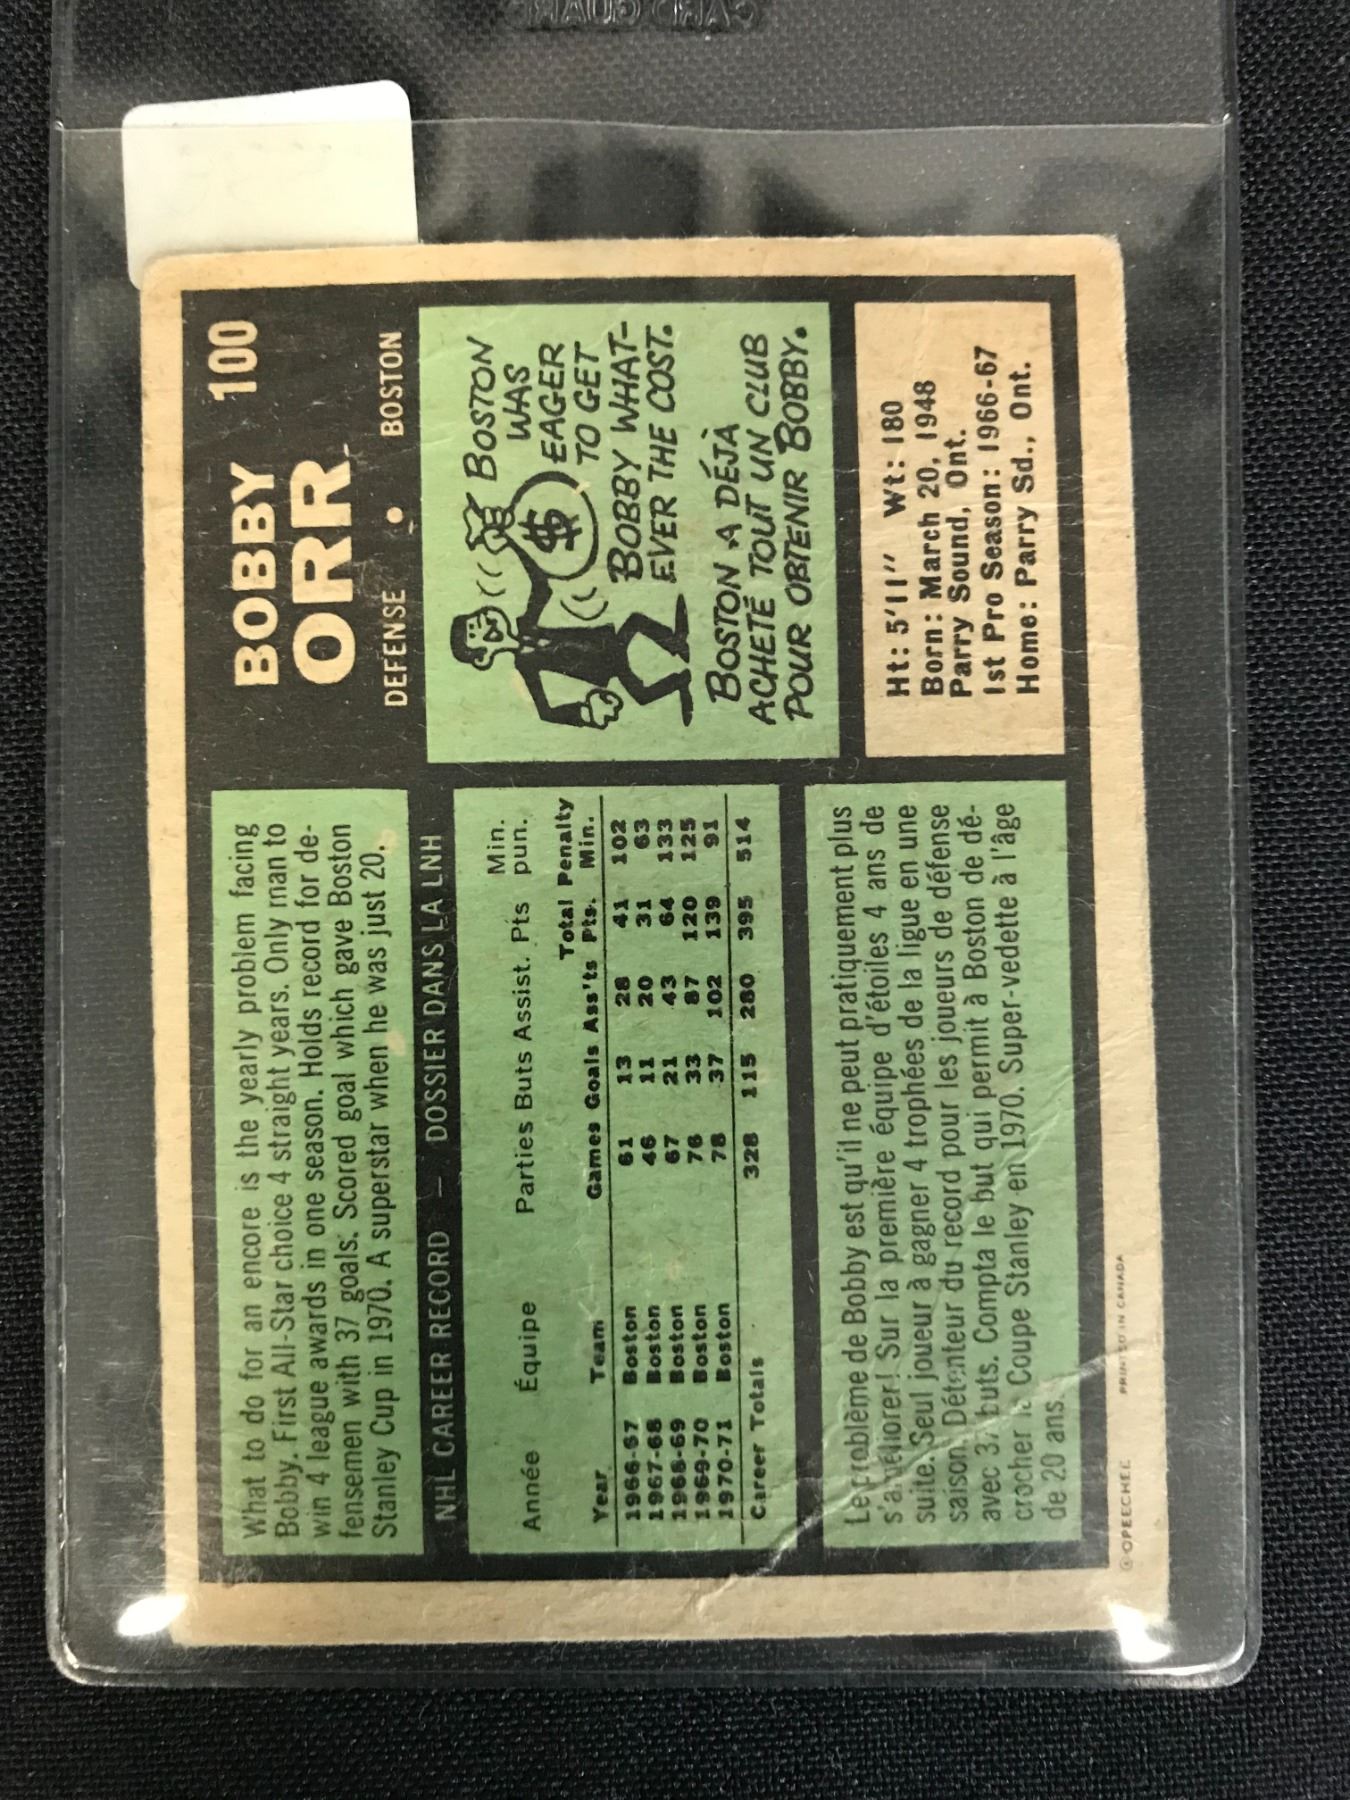 CARD GUARD
BOBBY 100
ORR
DEFENSE • BOSTON
What to do for an encore is the yearly problem facing
Bobby. First All-Star choice 4 straight years. Only man to
win 4 league awards in one season. Holds record for de-
fensemen with 37 goals. Scored goal which gave Boston
Stanley Cup in 1970. A superstar when he was just 20.
BOSTON
WAS
EAGER
TO GET
BOBBY WHAT-
EVER THE COST.
$
BOSTON A DÉJÀ
ACHETÉ TOUT UN CLUB
POUR OBTENIR BOBBY.
NHL CAREER RECORD — DOSSIER DANS LA LNH
Année Équipe Parties Buts Assist. Pts Min. pun.
Total Penalty
Year Team Games Goals Ass'ts Pts. Min.
1966-67 Boston 61 13 28 41 102
1967-68 Boston 46 11 20 31 63
1968-69 Boston 67 21 43 64 133
1969-70 Boston 76 33 87 120 125
1970-71 Boston 78 37 102 139 91
Career Totals 328 115 280 395 514
Ht: 5'11" Wt: 180
Born: March 20, 1948
Parry Sound, Ont.
1st Pro Season: 1966-67
Home: Parry Sd., Ont.
Le problème de Bobby est qu'il ne peut pratiquement plus
s'améliorer! Sur la première équipe d'étoiles 4 ans de
suite. Seul joueur à gagner 4 trophées de la ligue en une
saison. Détenteur du record pour les joueurs de défense
avec 37 buts. Compta le but qui permit à Boston de dé-
crocher la Coupe Stanley en 1970. Super-vedette à l'âge
de 20 ans.
© OPEECHEE PRINTED IN CANADA